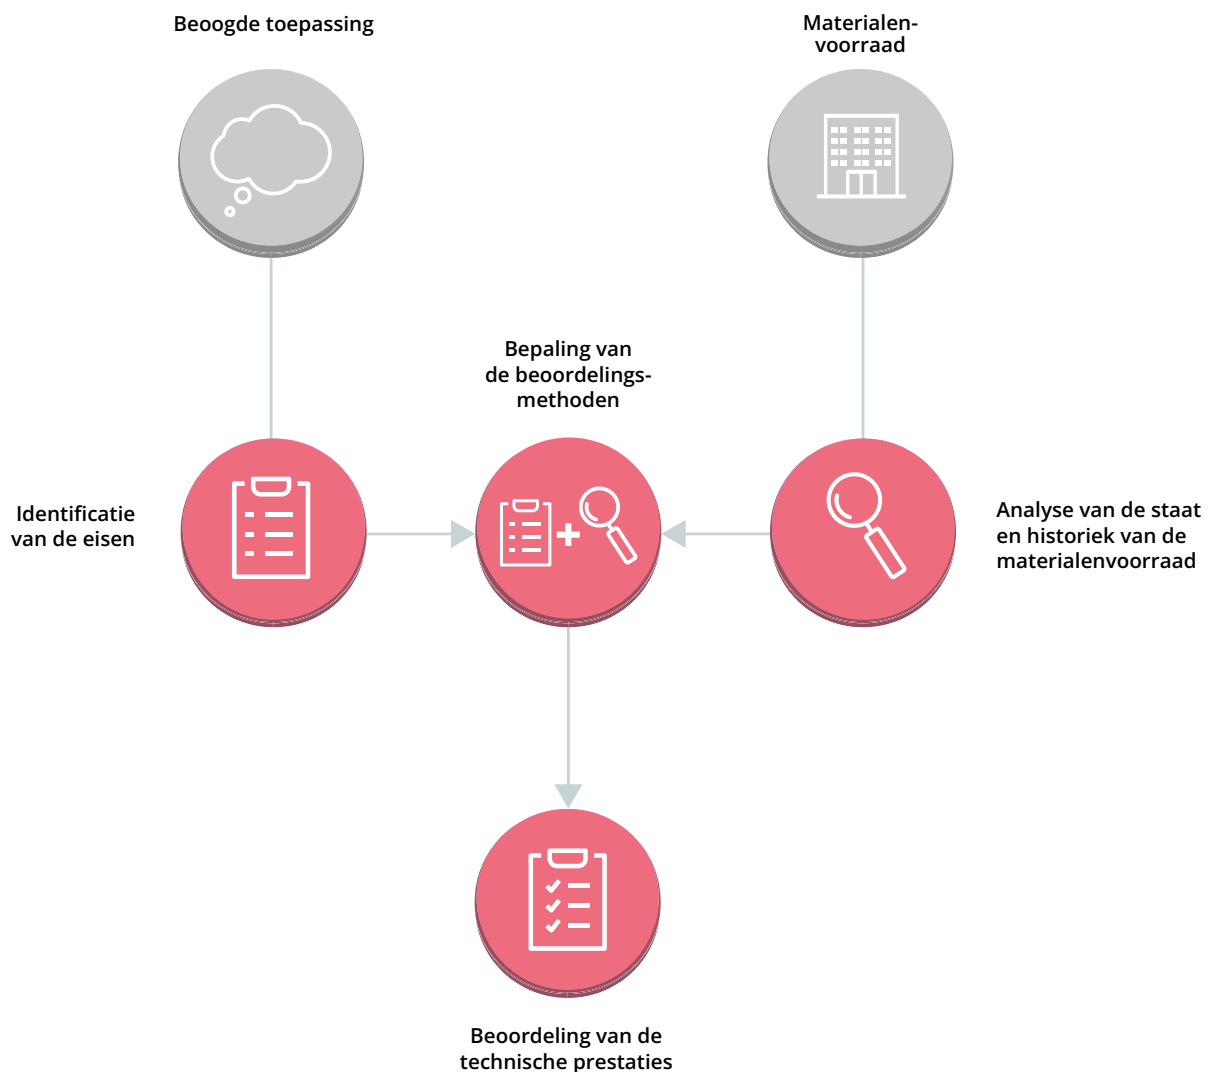 Beoogde toepassing
Materialen-
voorraad
Bepaling van
de beoordelings-
methoden
Identificatie
van de eisen
Analyse van de staat
en historiek van de
materialenvoorraad
Beoordeling van de
technische prestaties